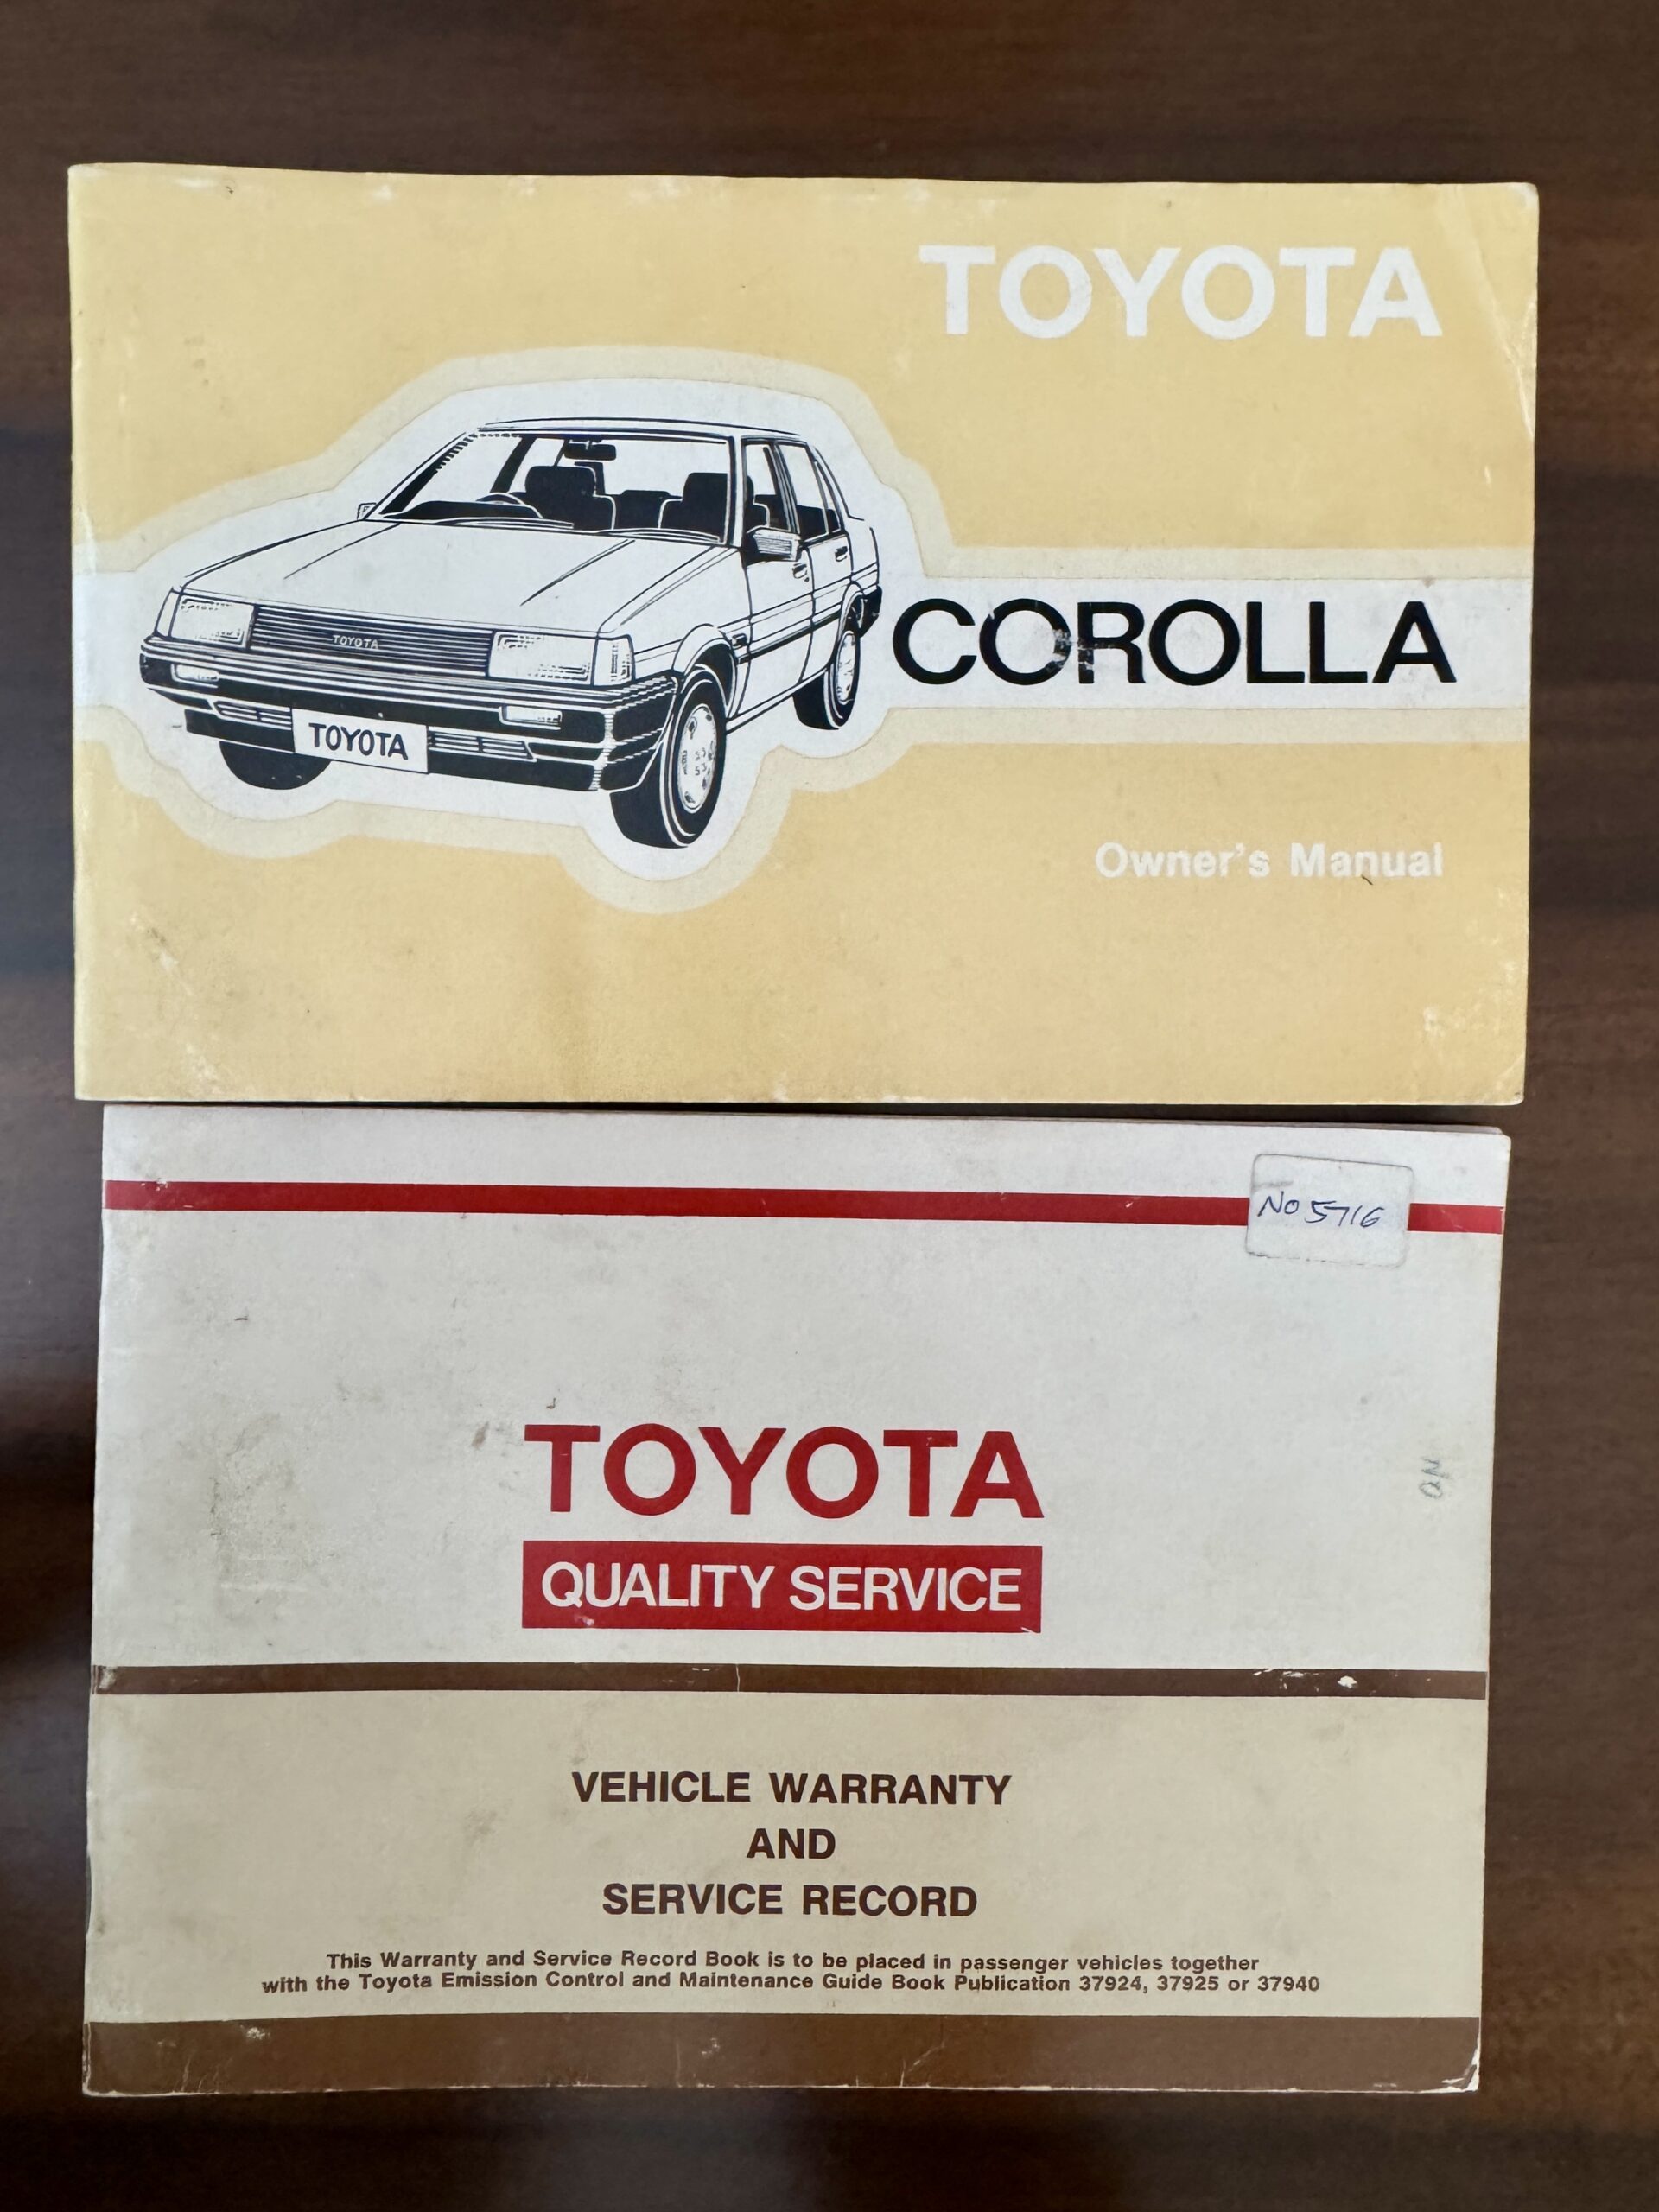 TOYOTA
TOYOTA
COROLLA
TOYOTA
Owner's Manual
No 5716
TOYOTA
No
QUALITY SERVICE
VEHICLE WARRANTY
AND
SERVICE RECORD
This Warranty and Service Record Book is to be placed in passenger vehicles together
with the Toyota Emission Control and Maintenance Guide Book Publication 37924, 37925 or 37940